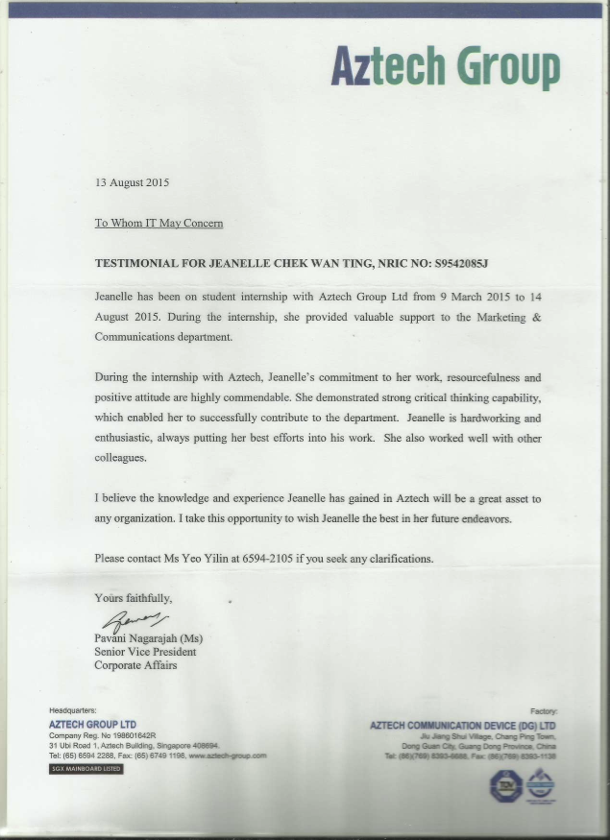 Aztech Group
13 August 2015
To Whom IT May Concern
TESTIMONIAL FOR JEANELLE CHEK WAN TING, NRIC NO: S9542085J
Jeanelle has been on student internship with Aztech Group Ltd from 9 March 2015 to 14
August 2015. During the internship, she provided valuable support to the Marketing &
Communications department.
During the internship with Aztech, Jeanelle's commitment to her work, resourcefulness and
positive attitude are highly commendable. She demonstrated strong critical thinking capability,
which enabled her to successfully contribute to the department. Jeanelle is hardworking and
enthusiastic, always putting her best efforts into his work. She also worked well with other
colleagues.
I believe the knowledge and experience Jeanelle has gained in Aztech will be a great asset to
any organization. I take this opportunity to wish Jeanelle the best in her future endeavors.
Please contact Ms Yeo Yilin at 6594-2105 if you seek any clarifications.
Yours faithfully,
Pavani Nagarajah (Ms)
Senior Vice President
Corporate Affairs
Headquarters:
AZTECH GROUP LTD
Company Reg. No 198601642R
31 Ubi Road 1, Aztech Building, Singapore 408694.
Tel: (65) 6594 2288, Fax: (65) 6749 1198, www.aztech-group.com
SGX MAINBOARD LISTED
Factory:
AZTECH COMMUNICATION DEVICE (DG) LTD
Jiu Jiang Shui Village, Chang Ping Town,
Dong Guan City, Guang Dong Province, China
Tel: (86)(769) Fax: (86)(769)